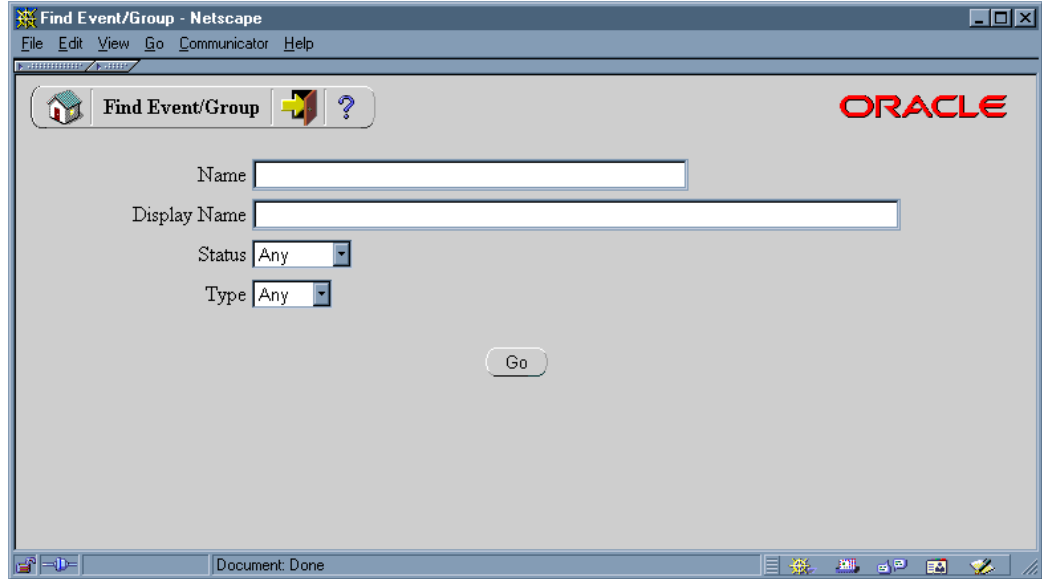 Find Event/Group - Netscape
File Edit View Go Communicator Help
Find Event/Group ? ORACLE
Name
Display Name
Status Any
Type Any
Go
Document: Done